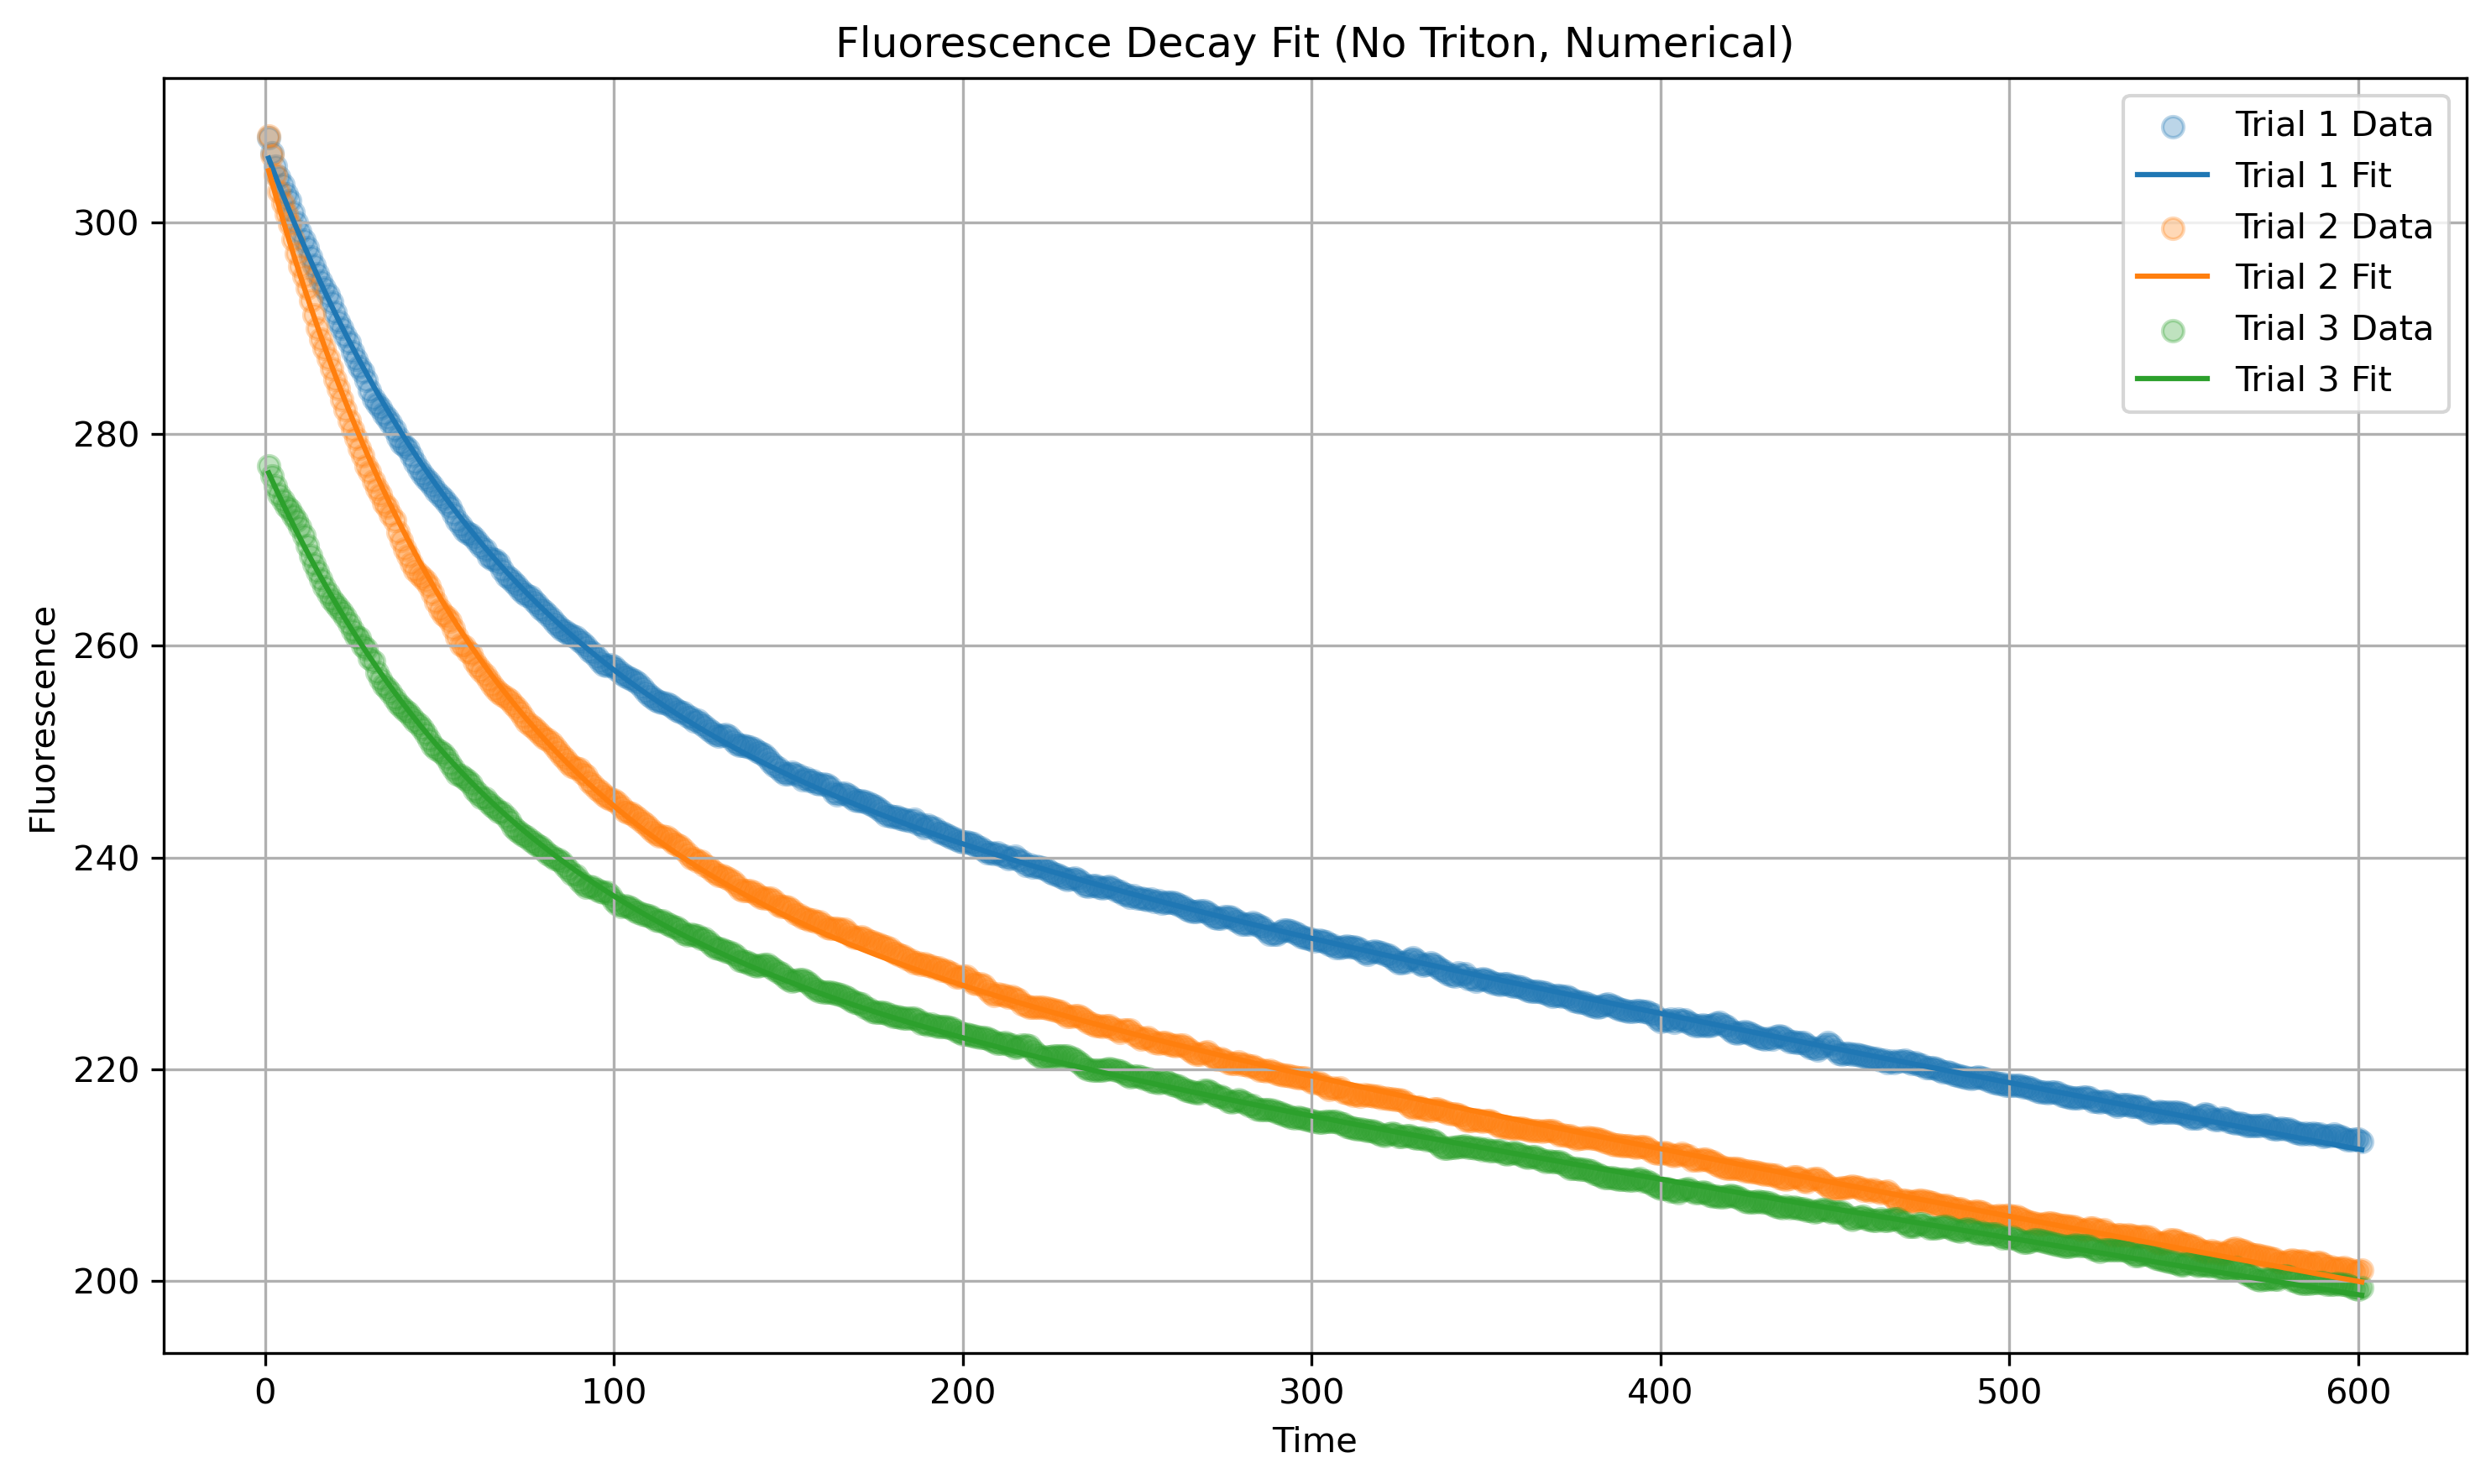 Fluorescence Decay Fit (No Triton, Numerical)
Trial 1 Data
Trial 1 Fit
Trial 2 Data
Trial 2 Fit
Trial 3 Data
Trial 3 Fit
Fluorescence
300
280
260
240
220
200
0 100 200 300 400 500 600
Time